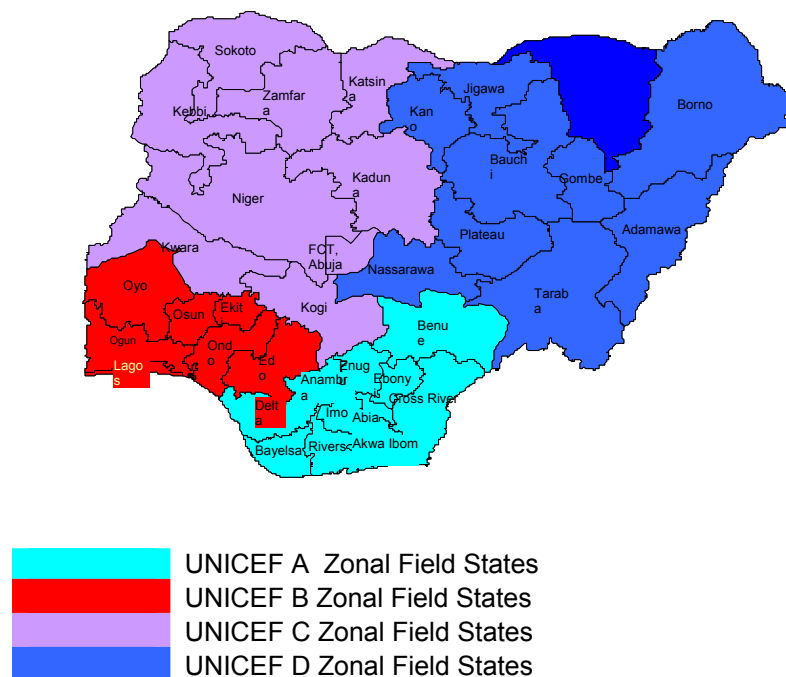 Sokoto
Katsin
a
Zamfar
a
Kebbi
Jigawa
Kan
o
Borno
Bauch
i
Kadun
a
Gombe
Niger
Adamawa
Plateau
Kwara
FCT,
Abuja
Nassarawa
Oyo
Tarab
a
Kogi
Osun
Ekit
i
Benu
e
Ogun
Ond
o
Ed
o
Lago
s
Enug
u
Anambr
a
Ebony
i
Cross River
Delt
a
Imo
Abia
Bayelsa
Rivers
Akwa Ibom
UNICEF A  Zonal Field States
UNICEF B Zonal Field States
UNICEF C Zonal Field States
UNICEF D Zonal Field States